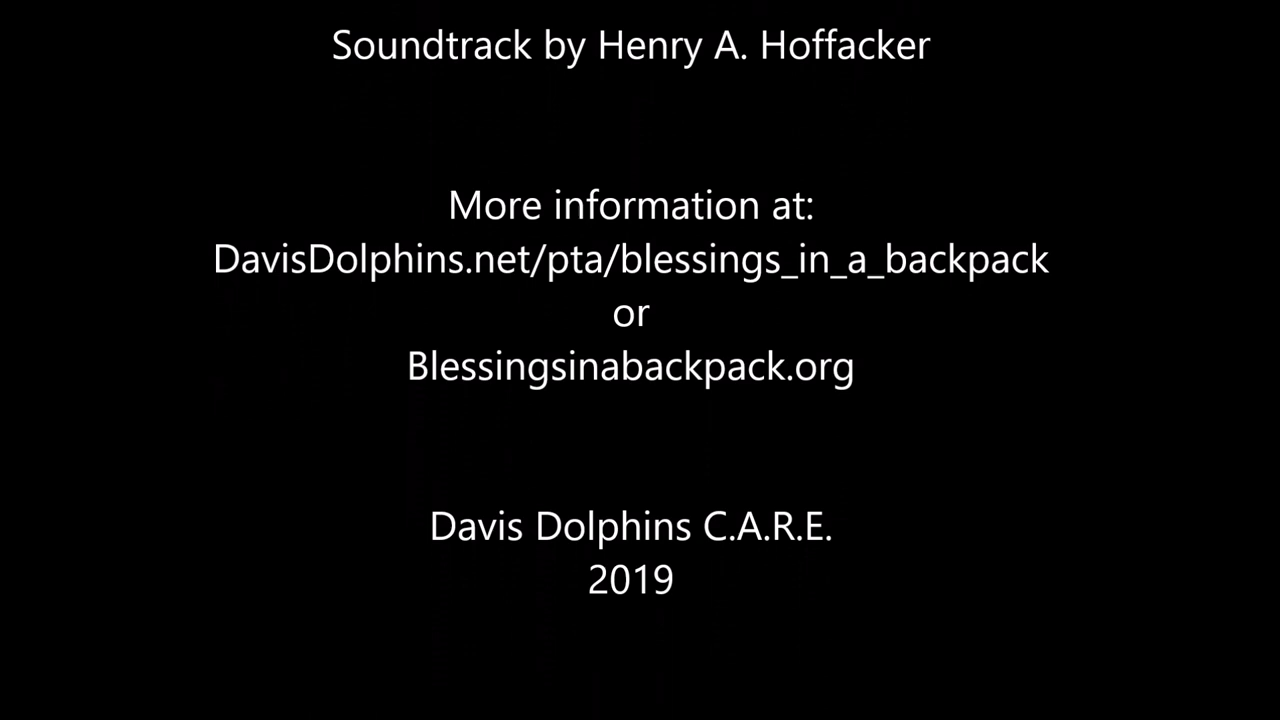 Soundtrack by Henry A. Hoffacker
More information at:
DavisDolphins.net/pta/blessings_in_a_backpack
or
Blessingsinabackpack.org
Davis Dolphins C.A.R.E.
2019